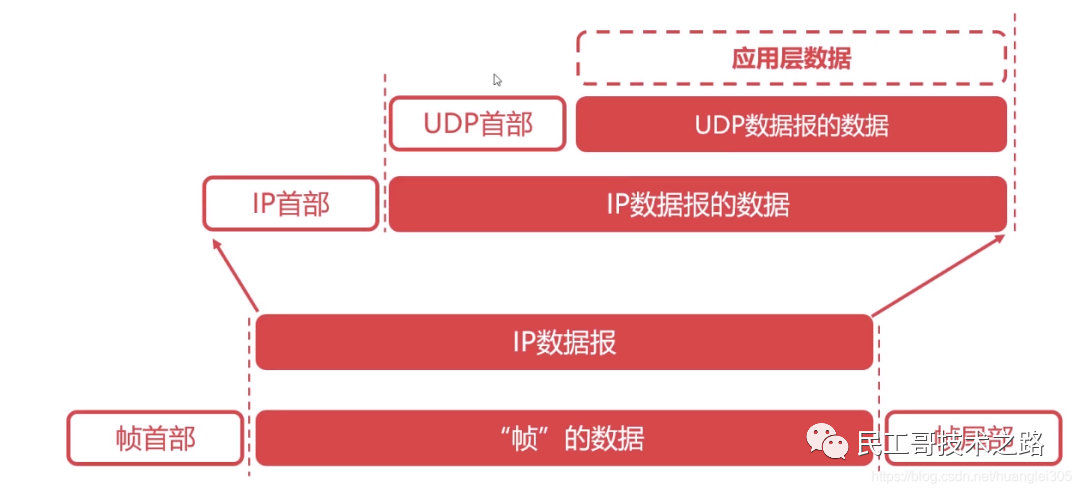 应用层数据
UDP首部 UDP数据报的数据
IP首部 IP数据报的数据
IP数据报
帧首部 “帧”的数据 帧尾部
民工哥技术之路
https://blog.csdn.net/huanglei305